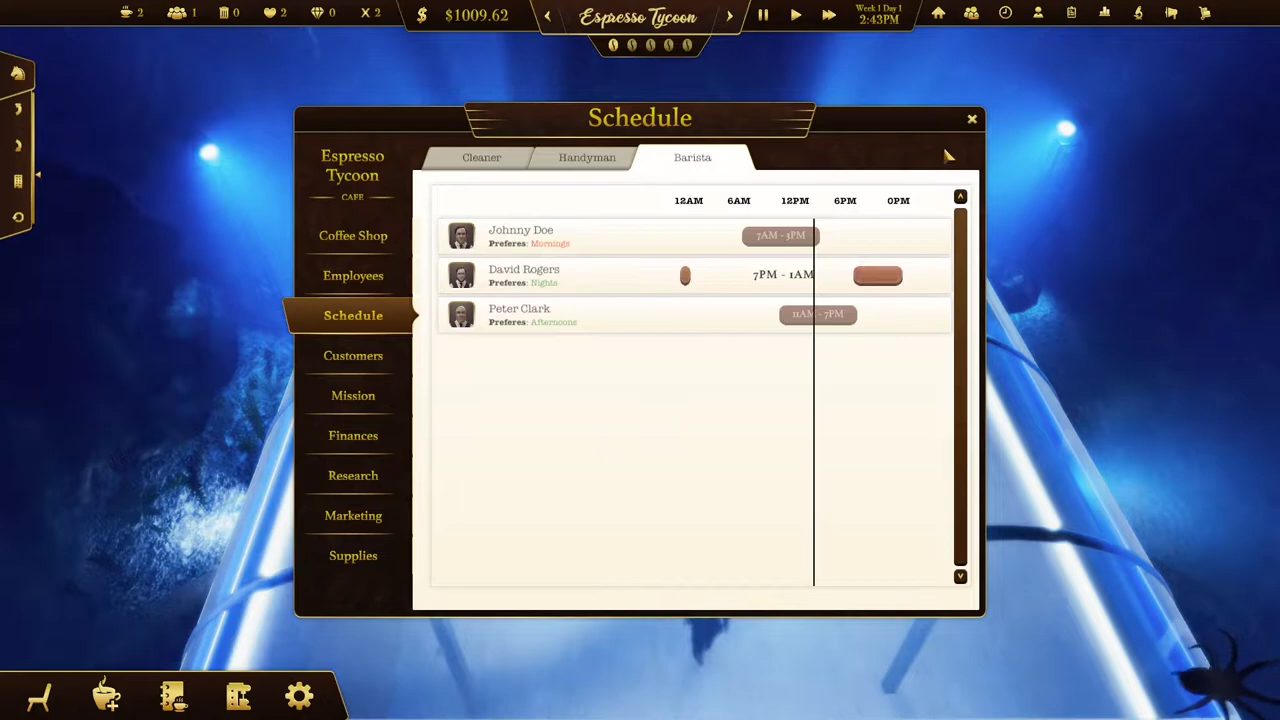 2 1 0 2 0 X 2 $ $1009.62 Espresso Tycoon Week 1 Day 1
2:43PM
Schedule
Espresso
Tycoon
CAFE
Cleaner Handyman Barista
12AM 6AM 12PM 6PM 0PM
Johnny Doe
Preferes: Mornings
7AM - 3PM
David Rogers
Preferes: Nights
7PM - 1AM
Peter Clark
Preferes: Afternoons
11AM - 7PM
Coffee Shop
Employees
Schedule
Customers
Mission
Finances
Research
Marketing
Supplies